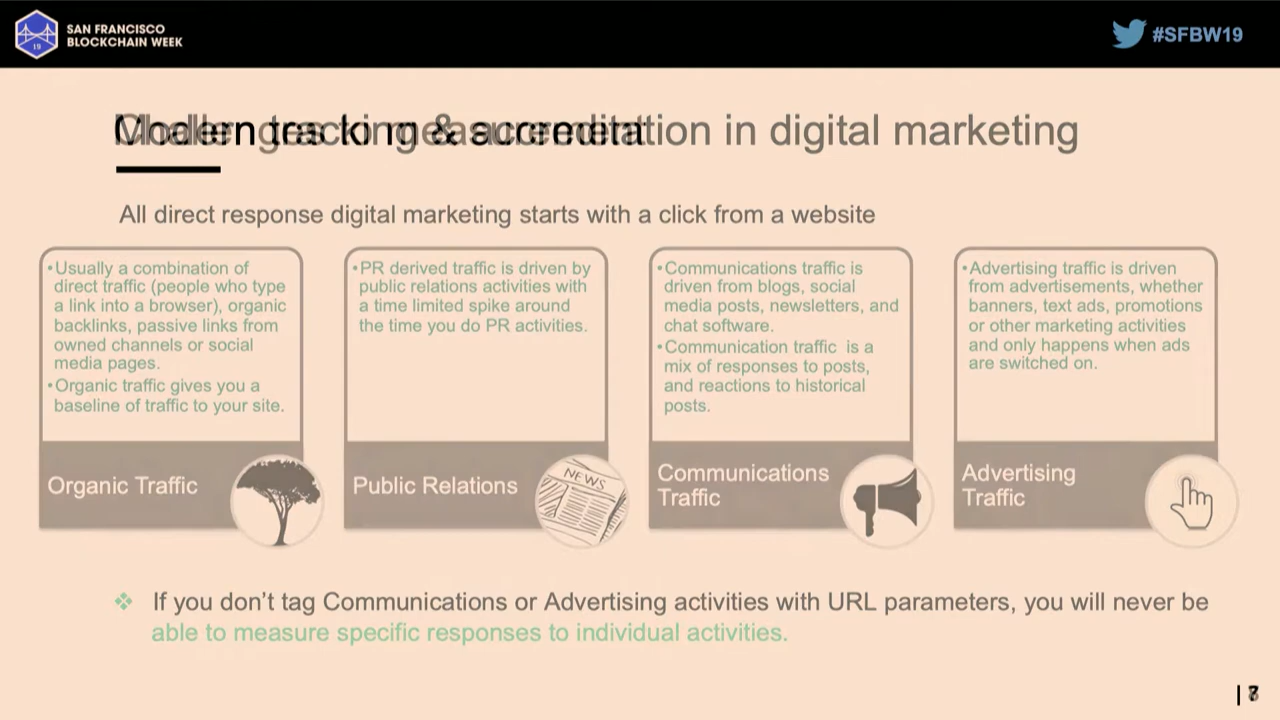 SAN FRANCISCO
BLOCKCHAIN WEEK
19
#SFBW19
Modern tracking & accreditation in digital marketing
All direct response digital marketing starts with a click from a website
•Usually a combination of
direct traffic (people who type
a link into a browser), organic
backlinks, passive links from
owned channels or social
media pages.
•Organic traffic gives you a
baseline of traffic to your site.
Organic Traffic
•PR derived traffic is driven by
public relations activities with
a time limited spike around
the time you do PR activities.
Public Relations
NEWS
•Communications traffic is
driven from blogs, social
media posts, newsletters, and
chat software.
•Communication traffic is a
mix of responses to posts,
and reactions to historical
posts.
Communications
Traffic
•Advertising traffic is driven
from advertisements, whether
banners, text ads, promotions
or other marketing activities
and only happens when ads
are switched on.
Advertising
Traffic
❖ If you don’t tag Communications or Advertising activities with URL parameters, you will never be
able to measure specific responses to individual activities.